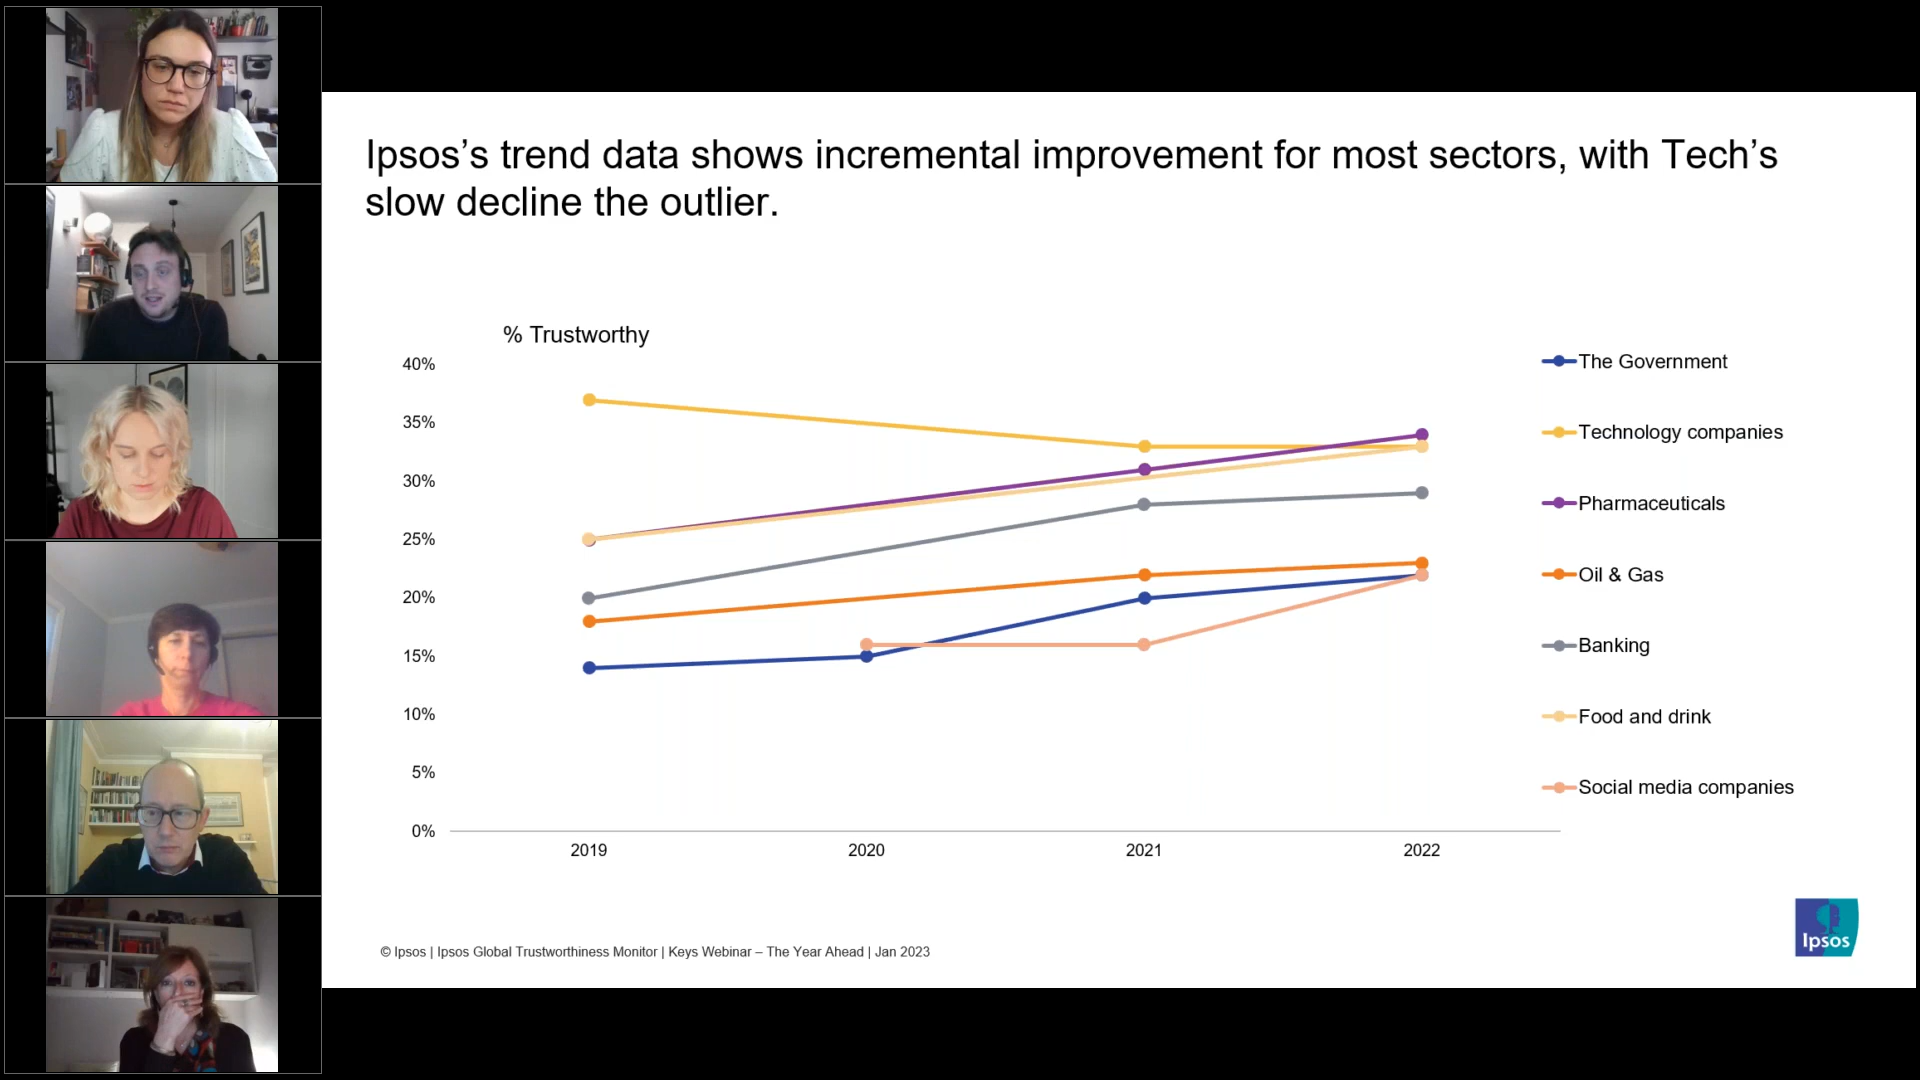 Ipsos’s trend data shows incremental improvement for most sectors, with Tech’s
slow decline the outlier.
% Trustworthy
40%
35%
30%
25%
20%
15%
10%
5%
0%
2019 2020 2021 2022
The Government
Technology companies
Pharmaceuticals
Oil & Gas
Banking
Food and drink
Social media companies
© Ipsos | Ipsos Global Trustworthiness Monitor | Keys Webinar – The Year Ahead | Jan 2023
Ipsos